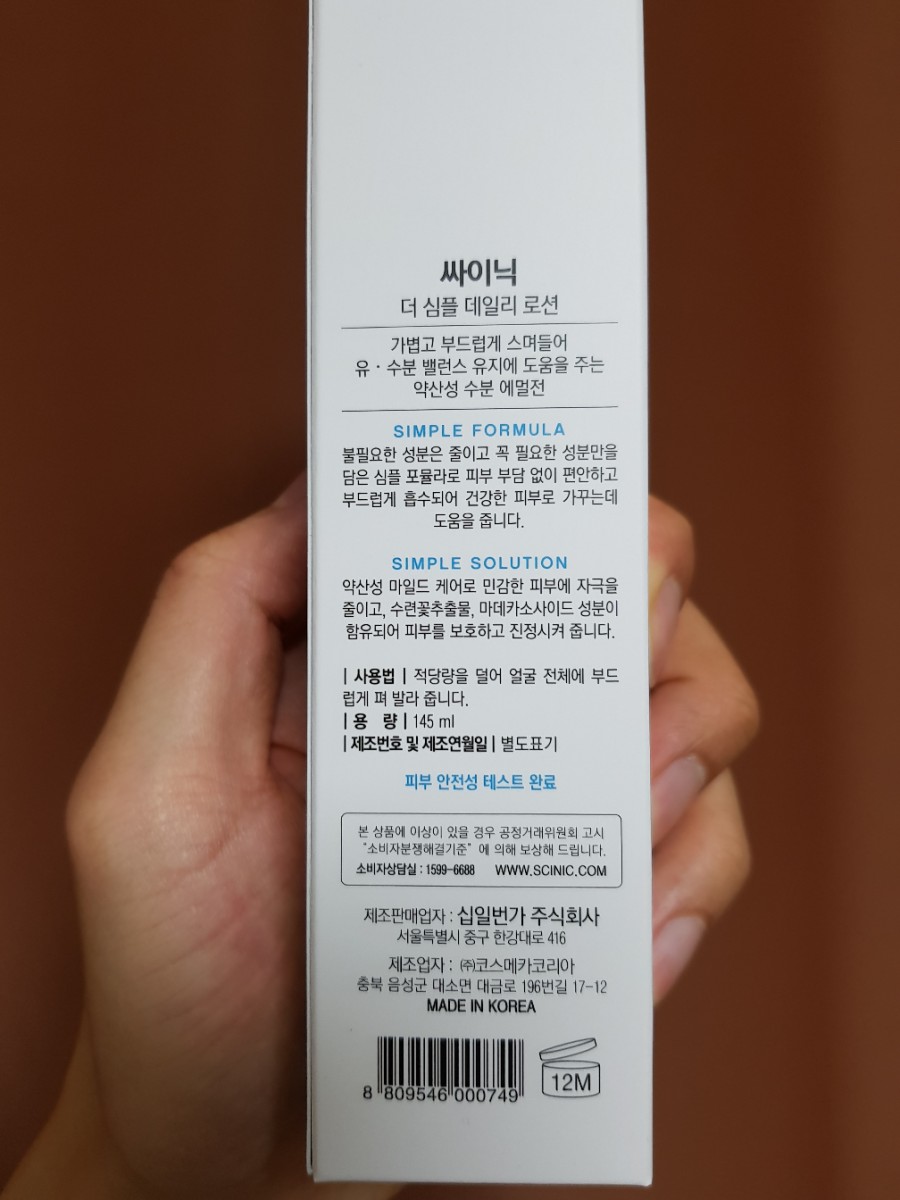 싸이닉
더 심플 데일리 로션
가볍고 부드럽게 스며들어
유 · 수분 밸런스 유지에 도움을 주는
약산성 수분 에멀전
SIMPLE FORMULA
불필요한 성분은 줄이고 꼭 필요한 성분만을
담은 심플 포뮬라로 피부 부담 없이 편안하고
부드럽게 흡수되어 건강한 피부로 가꾸는데
도움을 줍니다.
SIMPLE SOLUTION
약산성 마일드 케어로 민감한 피부에 자극을
줄이고, 수련꽃추출물, 마데카소사이드 성분이
함유되어 피부를 보호하고 진정시켜 줍니다.
| 사용법 | 적당량을 덜어 얼굴 전체에 부드
럽게 펴 발라 줍니다.
| 용 량 | 145 ml
| 제조번호 및 제조연월일 | 별도표기
피부 안전성 테스트 완료
본 상품에 이상이 있을 경우 공정거래위원회 고시
"소비자분쟁해결기준" 에 의해 보상해 드립니다.
소비자상담실 : 1599-6688 WWW.SCINIC.COM
제조판매업자 : 십일번가 주식회사
서울특별시 중구 한강대로 416
제조업자 : ㈜코스메카코리아
충북 음성군 대소면 대금로 196번길 17-12
MADE IN KOREA
8 809546 000749
12M